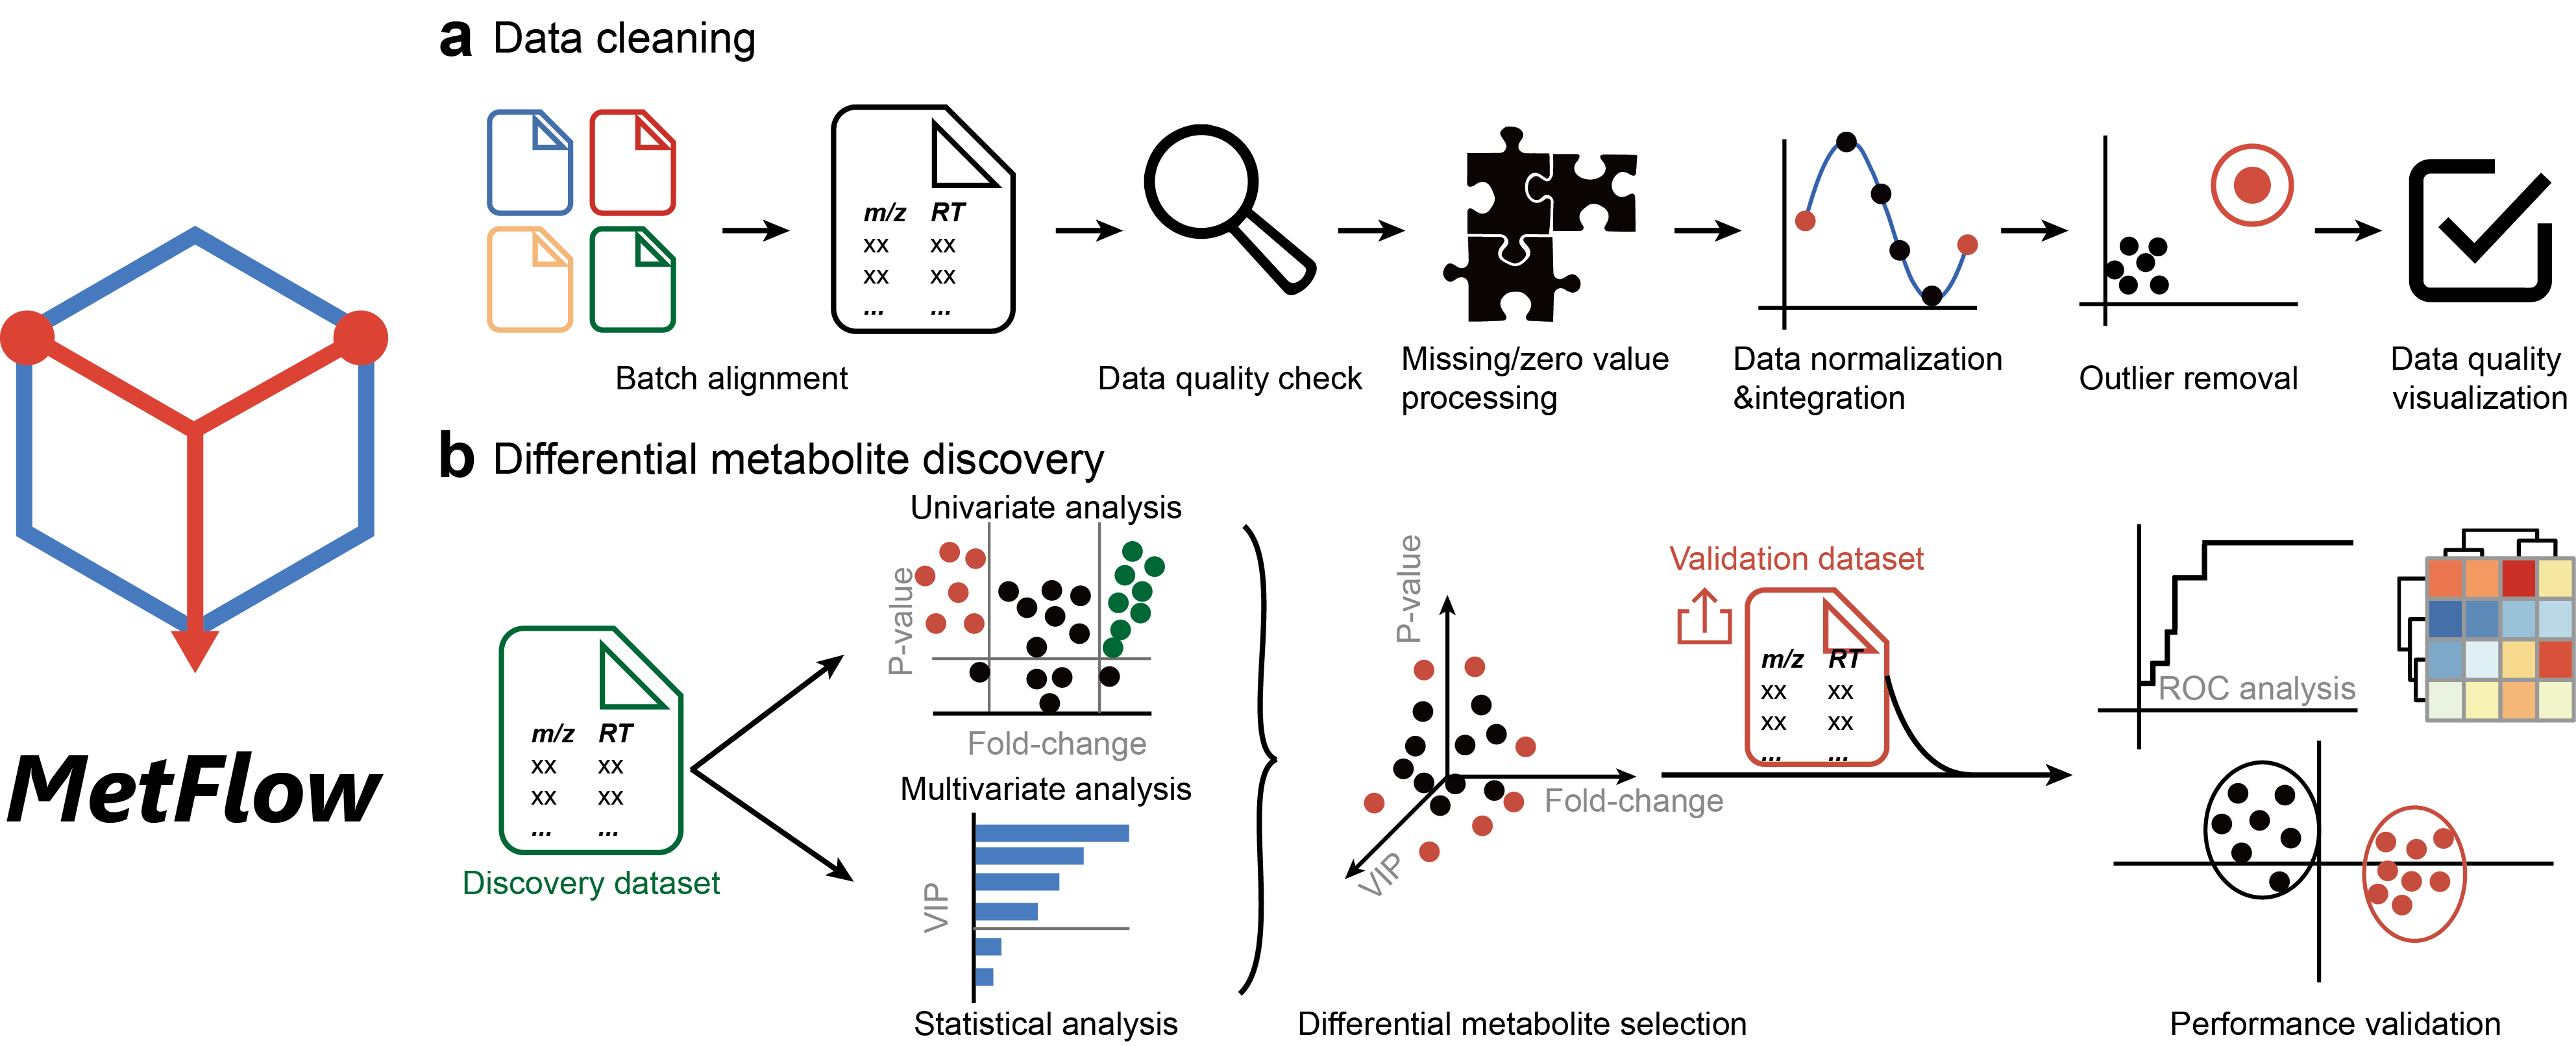 a Data cleaning
m/z RT
xx xx
xx xx
... ...
Batch alignment
Data quality check
Missing/zero value
processing
Data normalization
&integration
Outlier removal
Data quality
visualization
MetFlow
b Differential metabolite discovery
m/z RT
xx xx
xx xx
... ...
Discovery dataset
Univariate analysis
P-value
Fold-change
Multivariate analysis
VIP
Statistical analysis
P-value
Fold-change
VIP
Differential metabolite selection
Validation dataset
m/z RT
xx xx
xx xx
... ...
ROC analysis
Performance validation